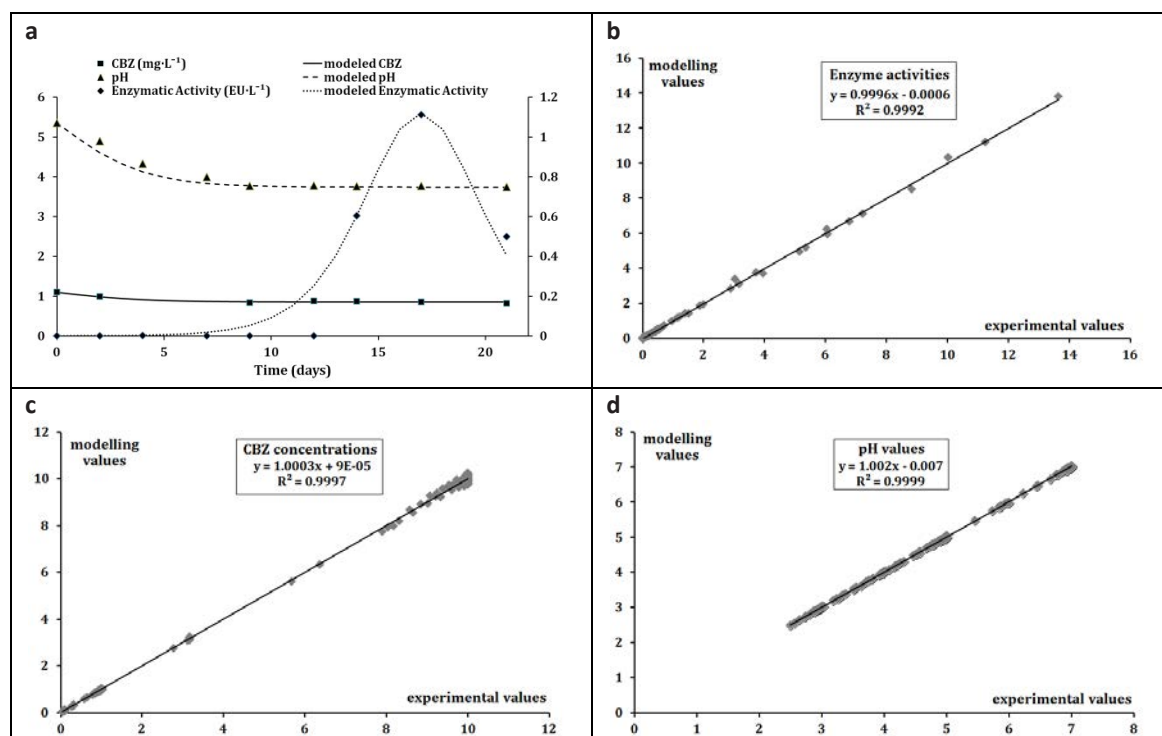 a
CBZ (mg·L⁻¹) modeled CBZ
pH modeled pH
Enzymatic Activity (EU·L⁻¹) modeled Enzymatic Activity
6 1.2
5 1
4 0.8
3 0.6
2 0.4
1 0.2
0 0
0 5 10 15 20
Time (days)
b
16
modelling
values
14
12
10
8
6
4
2
0
Enzyme activities
y = 0.9996x - 0.0006
R² = 0.9992
experimental values
0 2 4 6 8 10 12 14 16
c
12
modelling
values
10
8
6
4
2
0
CBZ concentrations
y = 1.0003x + 9E-05
R² = 0.9997
experimental values
0 2 4 6 8 10 12
d
8
modelling
values
7
6
5
4
3
2
1
0
pH values
y = 1.002x - 0.007
R² = 0.9999
experimental values
0 1 2 3 4 5 6 7 8